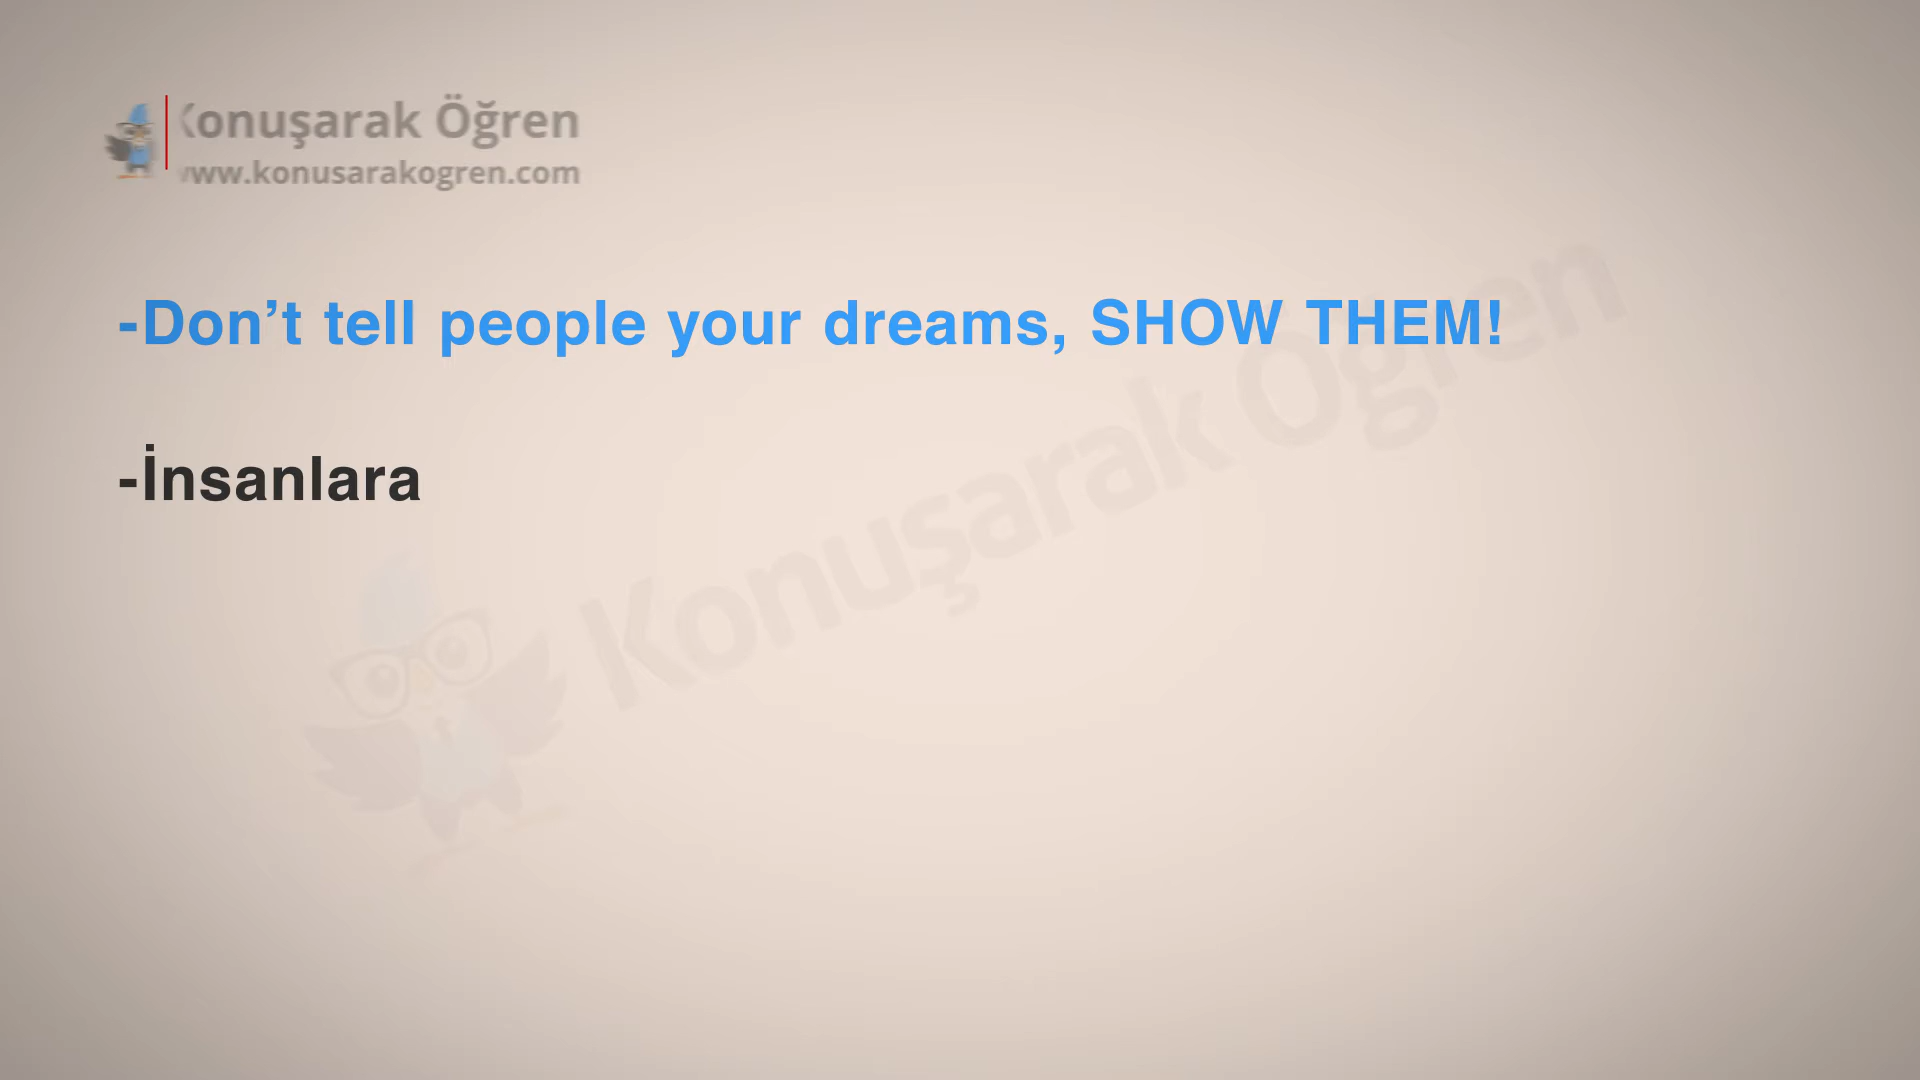 Konuşarak Öğren
www.konusarakogren.com
-Don’t tell people your dreams, SHOW THEM!
-İnsanlara
Konuşarak Öğren